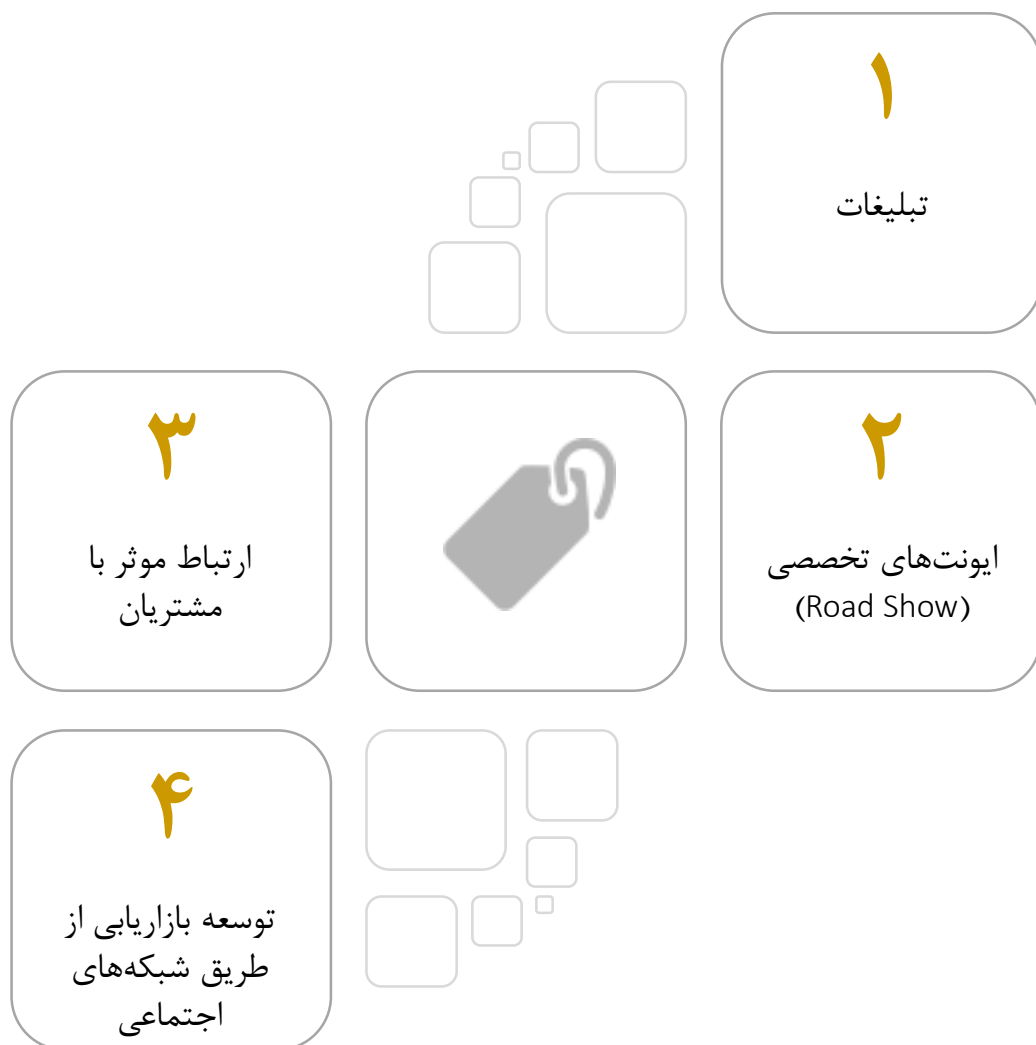 ۱
تبلیغات
۲
ایونت‌های تخصصی
(Road Show)
۳
ارتباط موثر با
مشتریان
۴
توسعه بازاریابی از
طریق شبکه‌های
اجتماعی